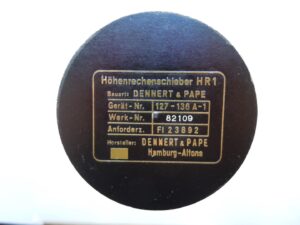 Höhenrechenschieber HR1
Bauart: DENNERT & PAPE
Gerät-Nr. 127-136 A-1
Werk-Nr. 82109
Anforderz. Fl 23892
Hersteller: DENNERT & PAPE
Hamburg-Altona